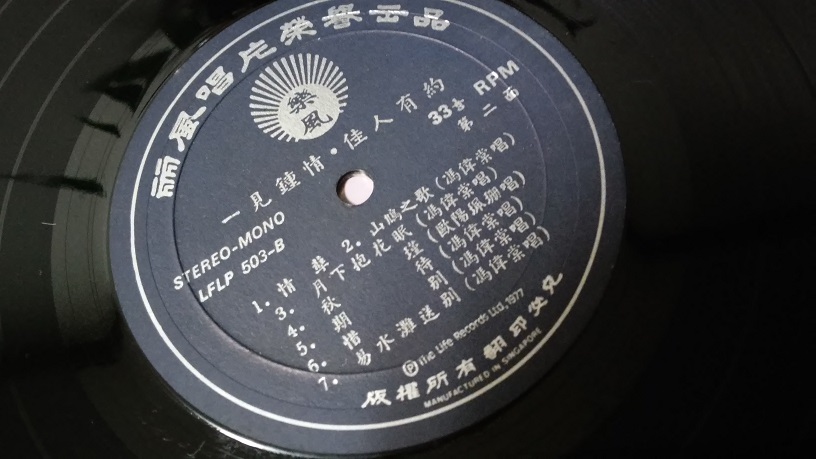 丽風唱片榮譽出品
樂風
一見鍾情·佳人有約
33⅓ RPM
第二面
STEREO-MONO
LFLP 503-B
1. 情孽 2. 山鷹之歌(馮偉棠唱)
3. 月下抱花眠(馮偉棠唱)
4. 秋瑾(歐陽珮珊唱)
5. 期待(馮偉棠唱)
6. 惜別(馮偉棠唱)
7. 易水灘送別(馮偉棠唱)
Ⓟ The Life Records Ltd., 1977
版權所有翻印必究
MANUFACTURED IN SINGAPORE